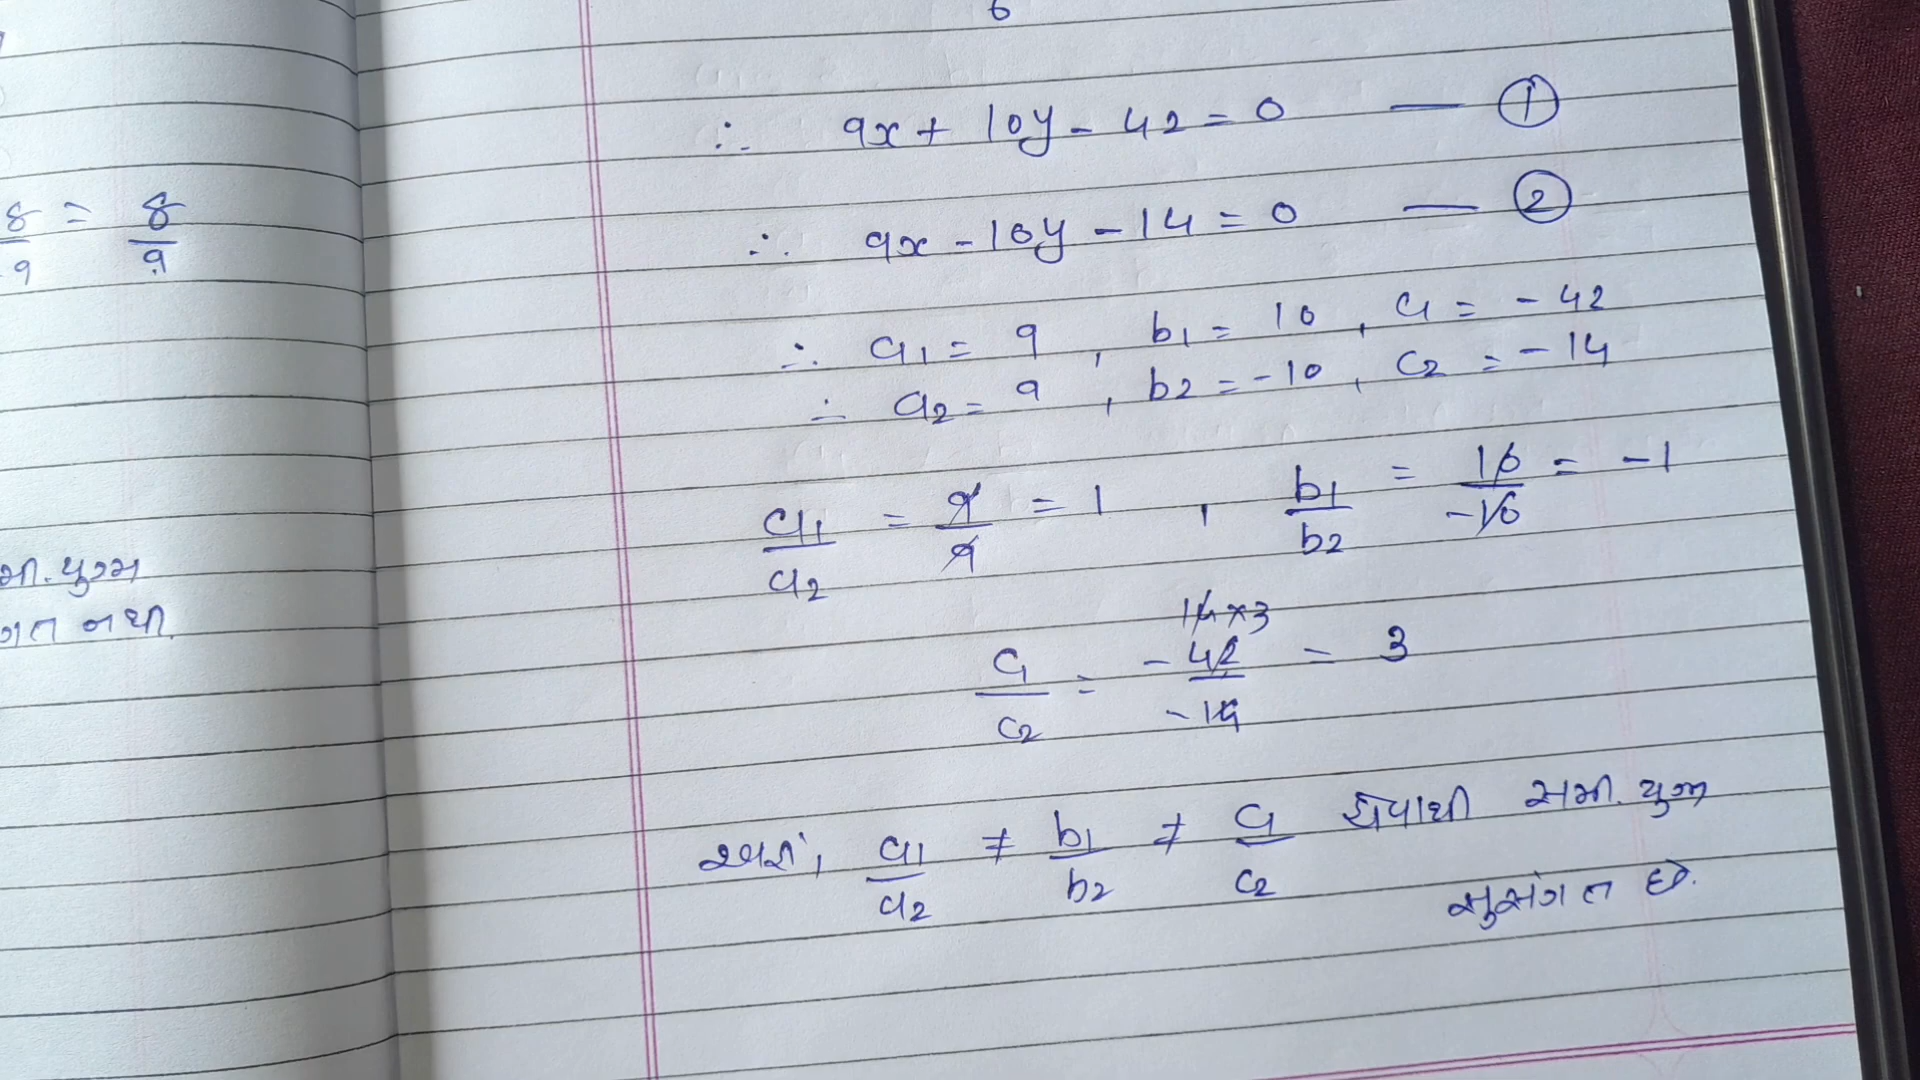 8/9 = 8/9
યુગ્મ
નથી.
6
∴ 9x + 10y - 42 = 0 — ①
∴ 9x - 10y - 14 = 0 — ②
∴ a1 = 9 , b1 = 10 , c1 = - 42
∴ a2 = 9 , b2 = -10 , c2 = - 14
a1/a2 = 9/9 = 1 , b1/b2 = 10/-10 = -1
14×3
c1/c2 = -42/-14 = 3
અહીં, a1/a2 ≠ b1/b2 ≠ c1/c2 હોવાથી સમી. યુગ્મ
સુસંગત છે.